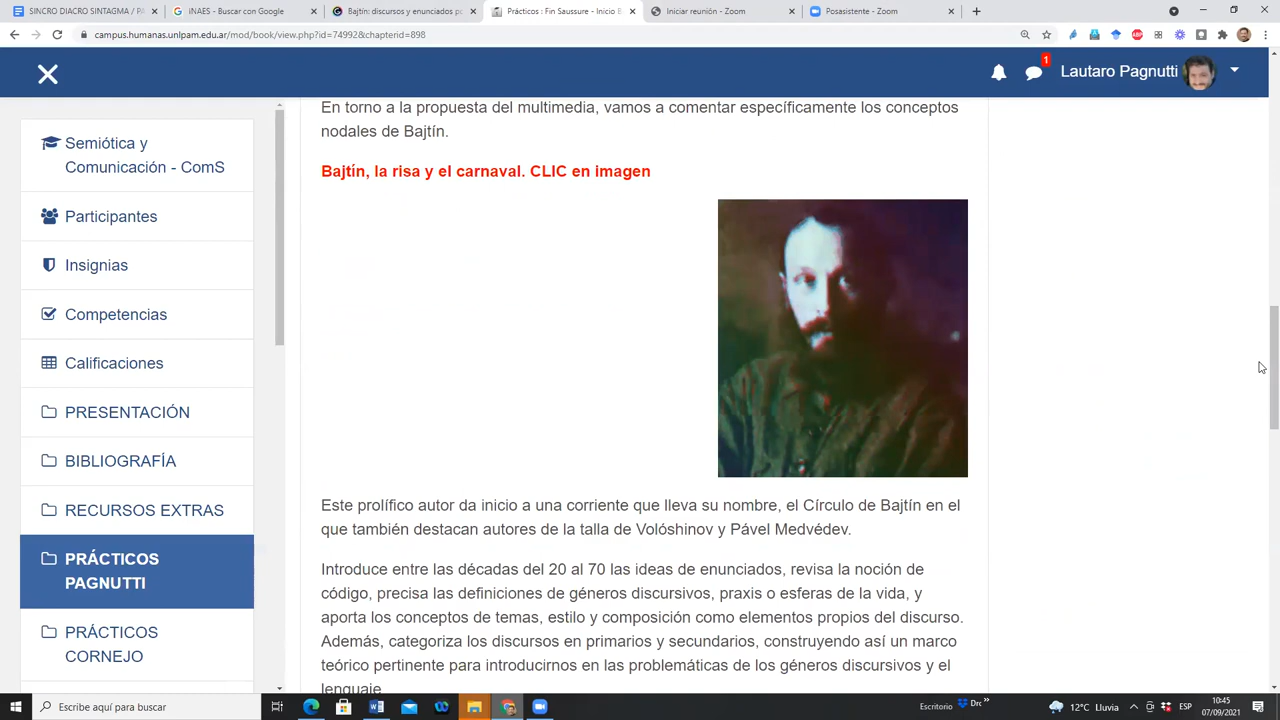 SINCRO DIACRO SINTAGMA / PA
iNAES - Buscar con Google
Bajtín: discursos y enunciados po
Prácticos : Fin Saussure - Inicio B
Iniciar reunión - Zoom
Posasistente - Zoom
campus.humanas.unlpam.edu.ar/mod/book/view.php?id=74992&chapterid=898
1
Lautaro Pagnutti
Semiótica y
Comunicación - ComS
Participantes
Insignias
Competencias
Calificaciones
PRESENTACIÓN
BIBLIOGRAFÍA
RECURSOS EXTRAS
PRÁCTICOS
PAGNUTTI
PRÁCTICOS
CORNEJO
En torno a la propuesta del multimedia, vamos a comentar específicamente los conceptos
nodales de Bajtín.
Bajtín, la risa y el carnaval. CLIC en imagen
Este prolífico autor da inicio a una corriente que lleva su nombre, el Círculo de Bajtín en el
que también destacan autores de la talla de Volóshinov y Pável Medvédev.
Introduce entre las décadas del 20 al 70 las ideas de enunciados, revisa la noción de
código, precisa las definiciones de géneros discursivos, praxis o esferas de la vida, y
aporta los conceptos de temas, estilo y composición como elementos propios del discurso.
Además, categoriza los discursos en primarios y secundarios, construyendo así un marco
teórico pertinente para introducirnos en las problemáticas de los géneros discursivos y el
lenguaje
Escribe aquí para buscar
Escritorio
Drc
12°C Lluvia
ESP
10:45
07/09/2021